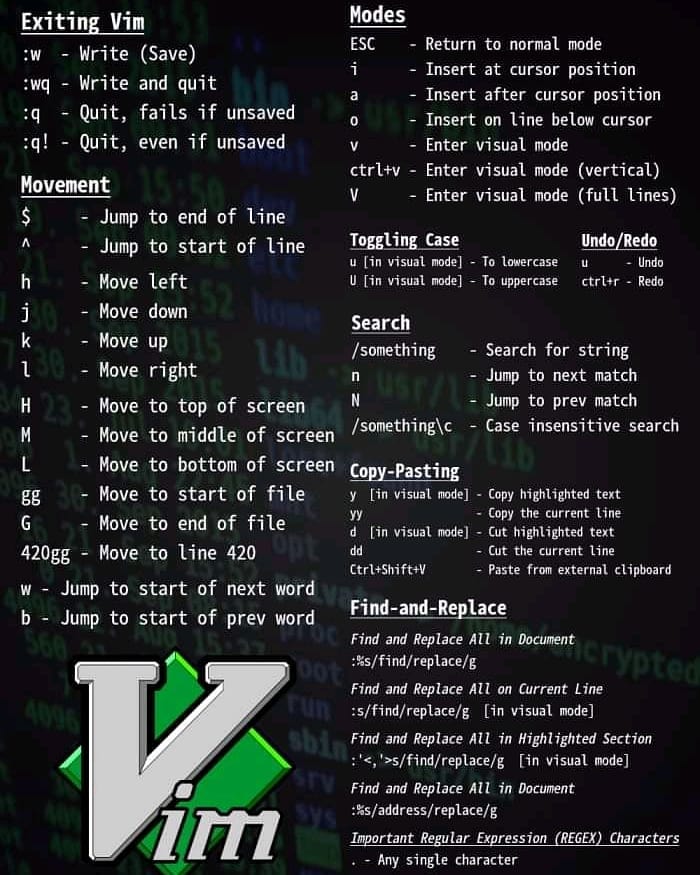 Exiting Vim
:w - Write (Save)
:wq - Write and quit
:q - Quit, fails if unsaved
:q! - Quit, even if unsaved
Movement
$ - Jump to end of line
^ - Jump to start of line
h - Move left
j - Move down
k - Move up
l - Move right
H - Move to top of screen
M - Move to middle of screen
L - Move to bottom of screen
gg - Move to start of file
G - Move to end of file
420gg - Move to line 420
w - Jump to start of next word
b - Jump to start of prev word
Vim
Modes
ESC - Return to normal mode
i - Insert at cursor position
a - Insert after cursor position
o - Insert on line below cursor
v - Enter visual mode
ctrl+v - Enter visual mode (vertical)
V - Enter visual mode (full lines)
Toggling Case
u [in visual mode] - To lowercase
U [in visual mode] - To uppercase
Undo/Redo
u - Undo
ctrl+r - Redo
Search
/something - Search for string
n - Jump to next match
N - Jump to prev match
/something\c - Case insensitive search
Copy-Pasting
y [in visual mode] - Copy highlighted text
yy - Copy the current line
d [in visual mode] - Cut highlighted text
dd - Cut the current line
Ctrl+Shift+V - Paste from external clipboard
Find-and-Replace
Find and Replace All in Document
:%s/find/replace/g
Find and Replace All on Current Line
:s/find/replace/g [in visual mode]
Find and Replace All in Highlighted Section
:'<,'>s/find/replace/g [in visual mode]
Find and Replace All in Document
:%s/address/replace/g
Important Regular Expression (REGEX) Characters
. - Any single character